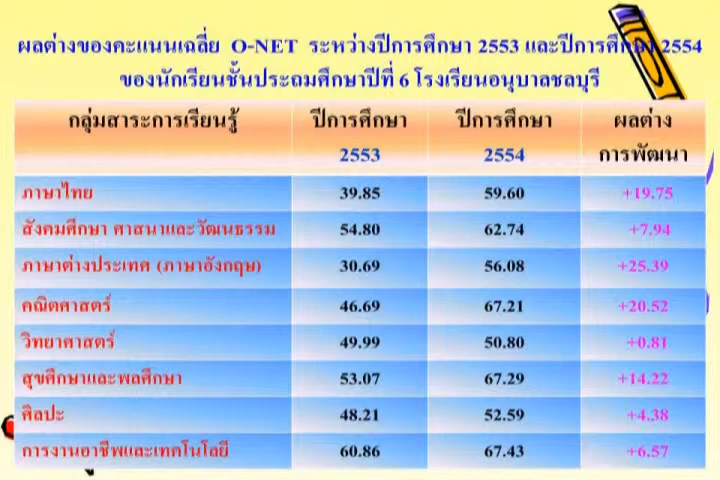 ผลต่างของคะแนนเฉลี่ย O-NET ระหว่างปีการศึกษา 2553 และปีการศึกษา 2554
ของนักเรียนชั้นประถมศึกษาปีที่ 6 โรงเรียนอนุบาลชลบุรี
กลุ่มสาระการเรียนรู้ ปีการศึกษา 2553 ปีการศึกษา 2554 ผลต่างการพัฒนา
ภาษาไทย 39.85 59.60 +19.75
สังคมศึกษา ศาสนาและวัฒนธรรม 54.80 62.74 +7.94
ภาษาต่างประเทศ (ภาษาอังกฤษ) 30.69 56.08 +25.39
คณิตศาสตร์ 46.69 67.21 +20.52
วิทยาศาสตร์ 49.99 50.80 +0.81
สุขศึกษาและพลศึกษา 53.07 67.29 +14.22
ศิลปะ 48.21 52.59 +4.38
การงานอาชีพและเทคโนโลยี 60.86 67.43 +6.57